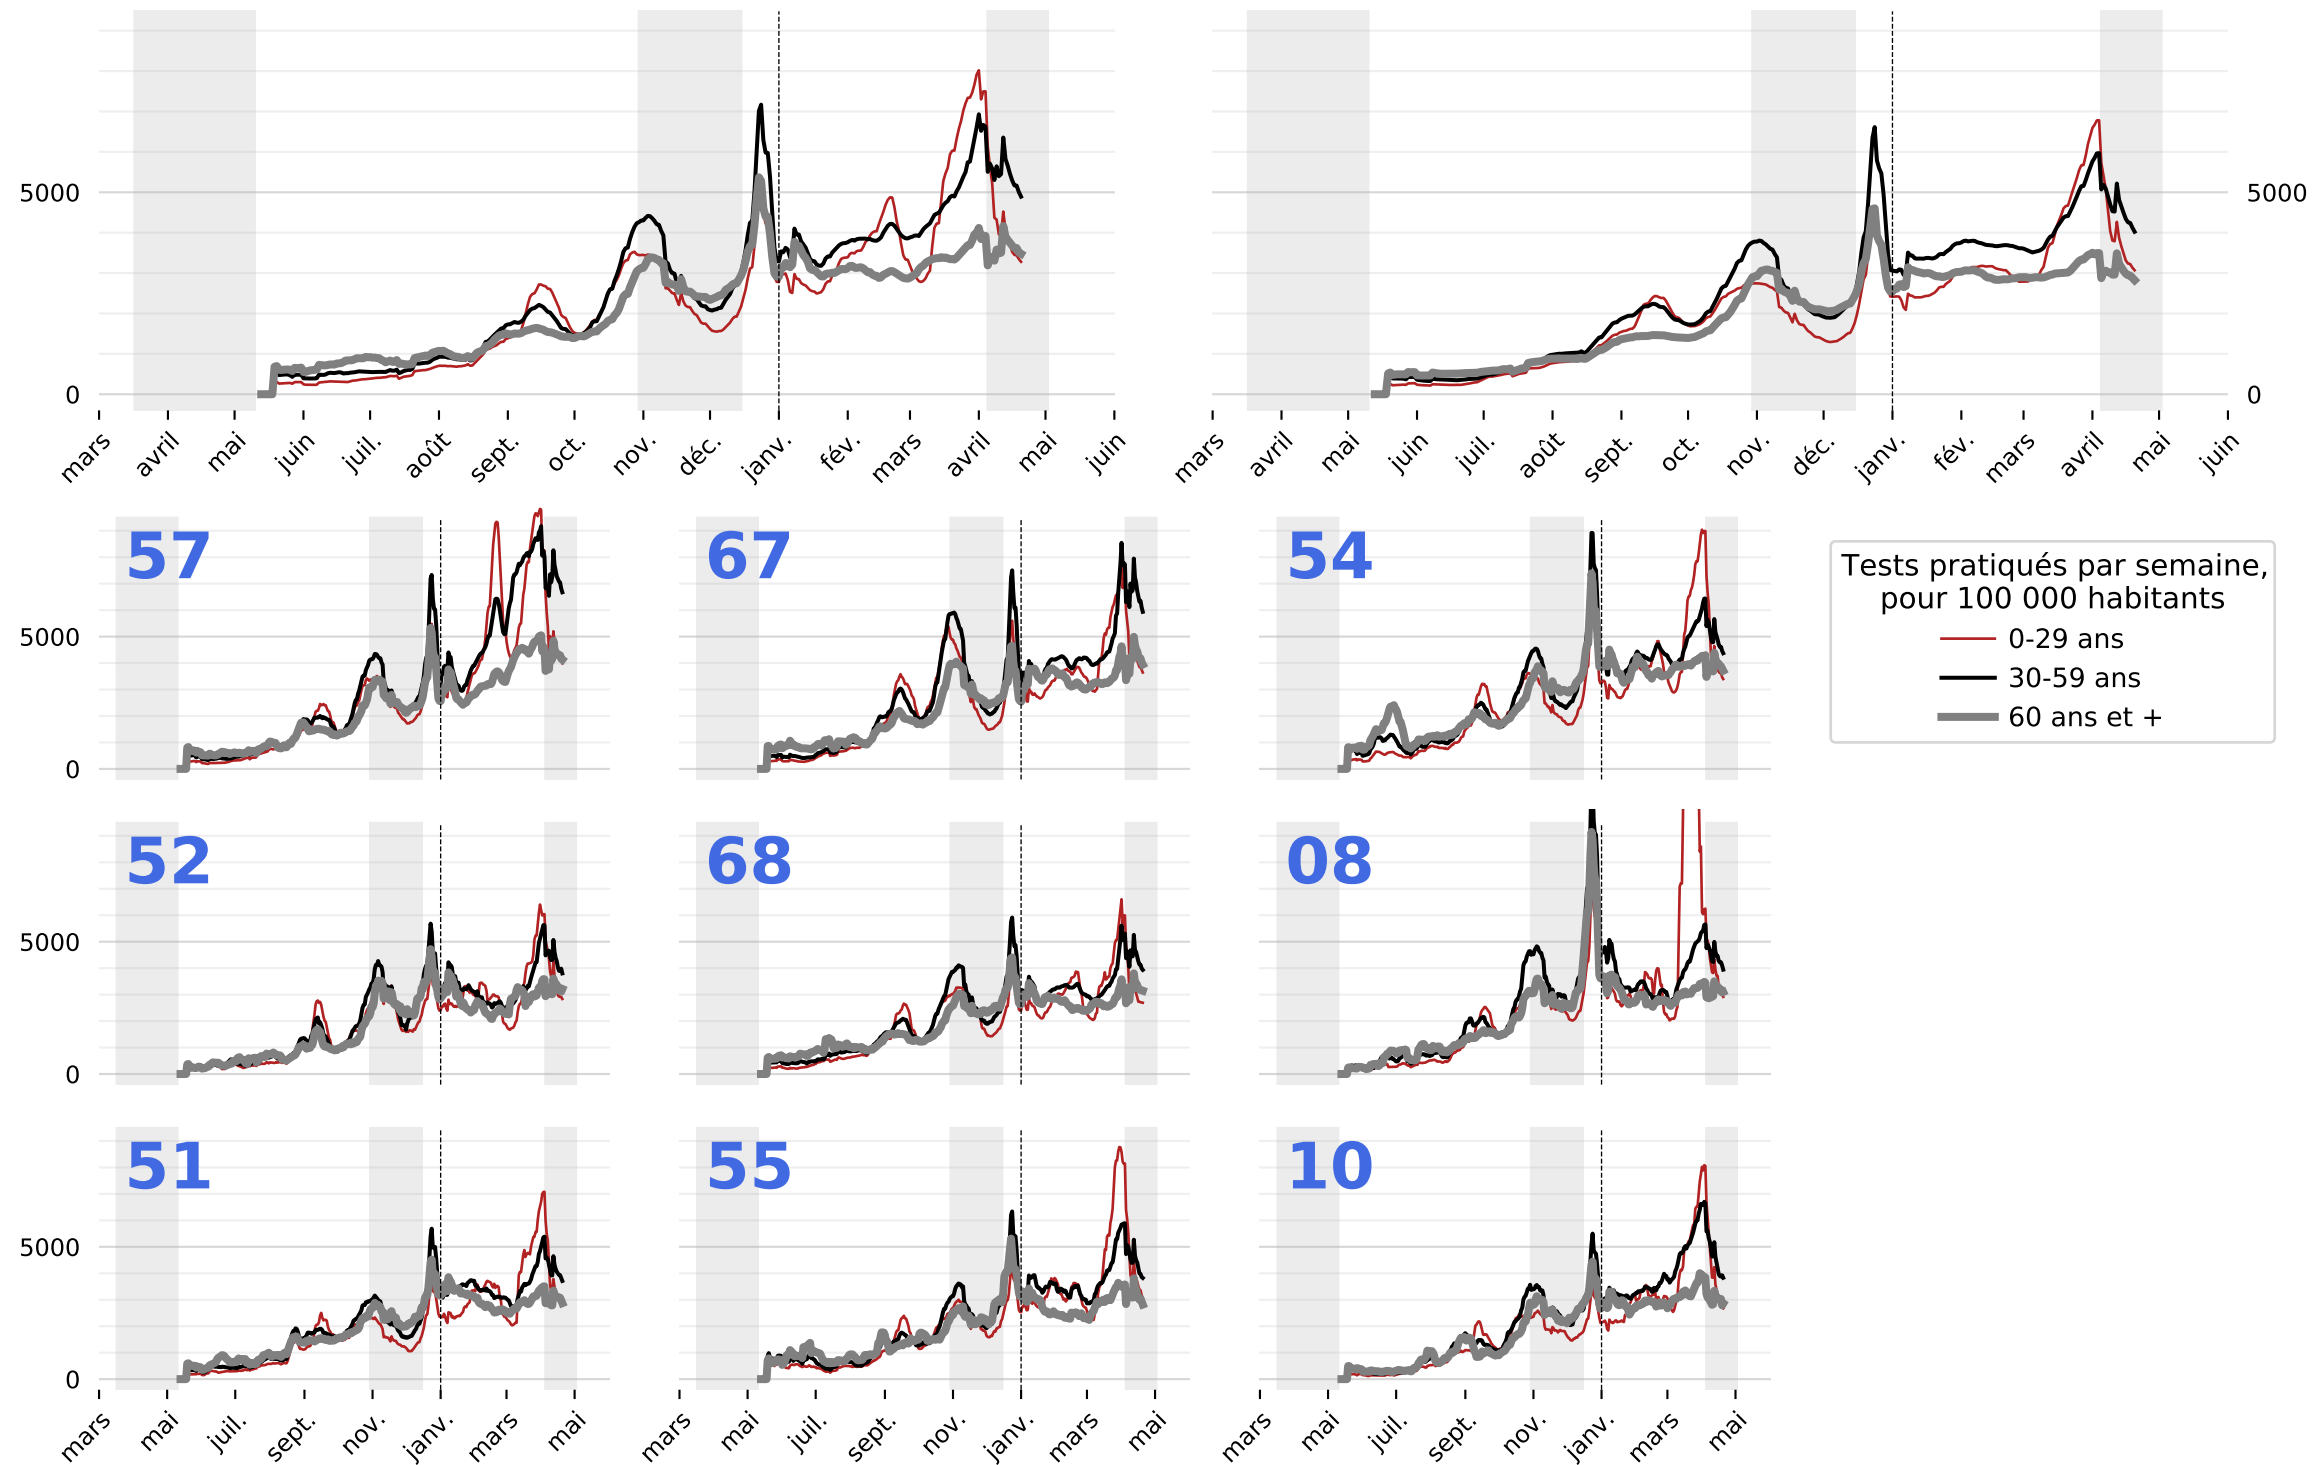 5000
0
mars avril mai juin juil. août sept. oct. nov. déc. janv. fév. mars avril mai juin
5000
0
mars avril mai juin juil. août sept. oct. nov. déc. janv. fév. mars avril mai juin
57
67
54
5000
0
Tests pratiqués par semaine,
pour 100 000 habitants
0-29 ans
30-59 ans
60 ans et +
52
68
08
5000
0
51
55
10
5000
0
mars mai juil. sept. nov. janv. mars mai
mars mai juil. sept. nov. janv. mars mai
mars mai juil. sept. nov. janv. mars mai